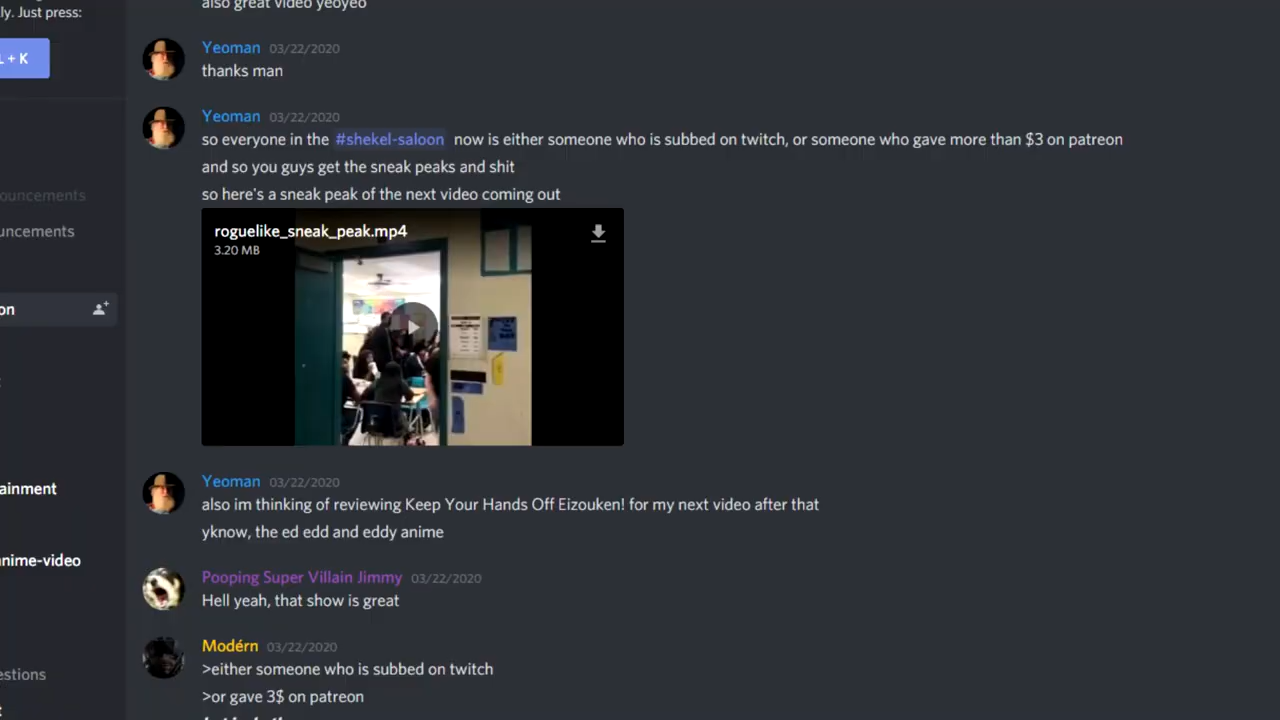 also great video yeoyeo
ly. Just press:
L + K
Yeoman 03/22/2020
thanks man
Yeoman 03/22/2020
so everyone in the #shekel-saloon now is either someone who is subbed on twitch, or someone who gave more than $3 on patreon
and so you guys get the sneak peaks and shit
so here's a sneak peak of the next video coming out
ouncements
uncements
on
roguelike_sneak_peak.mp4
3.20 MB
ainment
nime-video
estions
Yeoman 03/22/2020
also im thinking of reviewing Keep Your Hands Off Eizouken! for my next video after that
yknow, the ed edd and eddy anime
Pooping Super Villain Jimmy 03/22/2020
Hell yeah, that show is great
Modérn 03/22/2020
>either someone who is subbed on twitch
>or gave 3$ on patreon